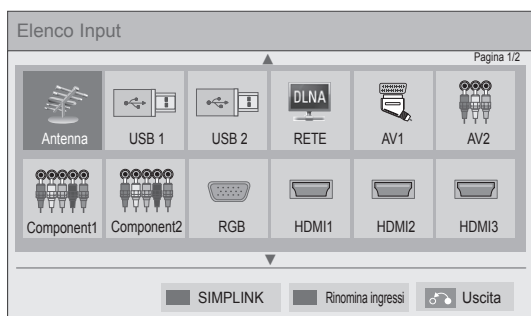 Elenco Input
Pagina 1/2
DLNA
Antenna USB 1 USB 2 RETE AV1 AV2
Component1 Component2 RGB HDMI1 HDMI2 HDMI3
SIMPLINK Rinomina ingressi Uscita